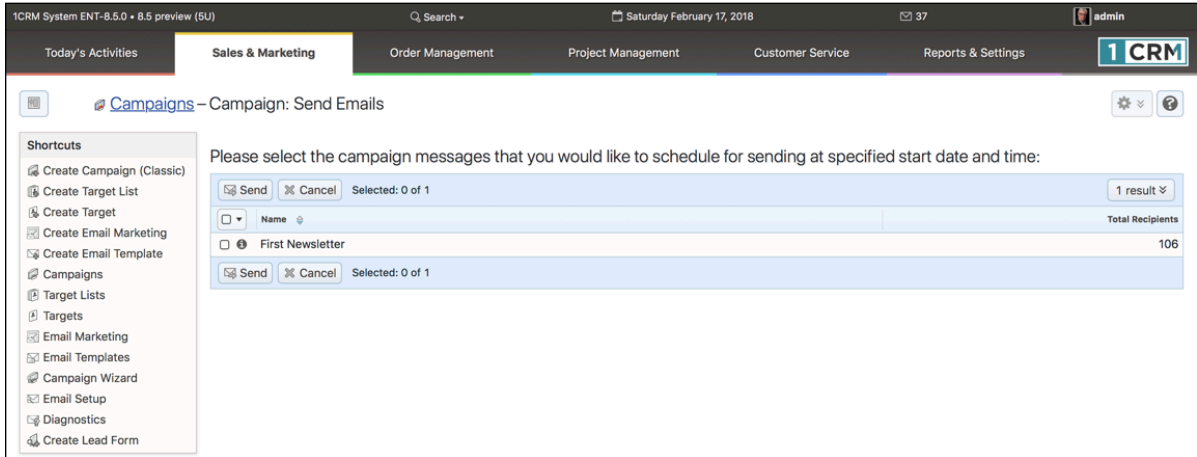 1CRM System ENT-8.5.0 • 8.5 preview (5U) Search Saturday February 17, 2018 37 admin
Today's Activities Sales & Marketing Order Management Project Management Customer Service Reports & Settings 1 CRM
Campaigns – Campaign: Send Emails
Shortcuts
Create Campaign (Classic)
Create Target List
Create Target
Create Email Marketing
Create Email Template
Campaigns
Target Lists
Targets
Email Marketing
Email Templates
Campaign Wizard
Email Setup
Diagnostics
Create Lead Form
Please select the campaign messages that you would like to schedule for sending at specified start date and time:
Send Cancel Selected: 0 of 1 1 result
Name Total Recipients
First Newsletter 106
Send Cancel Selected: 0 of 1